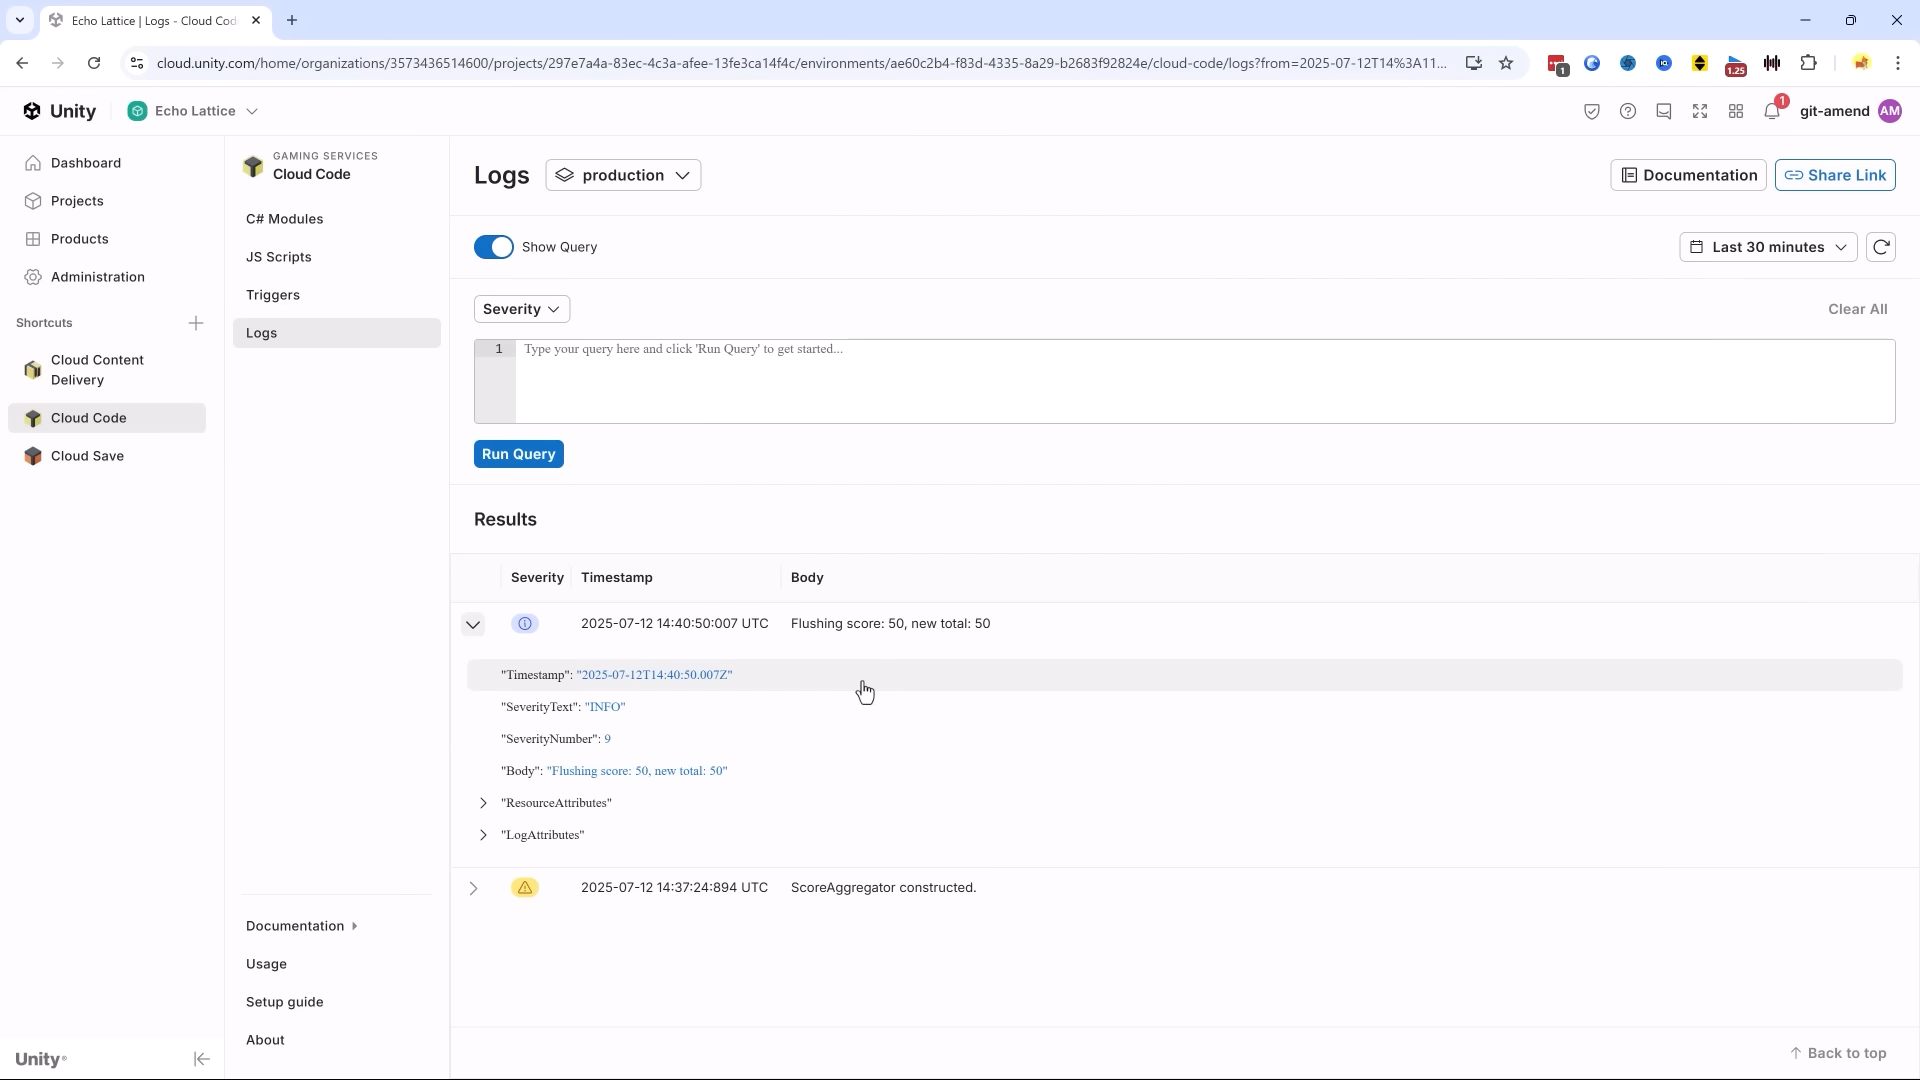 Echo Lattice | Logs - Cloud Cod
cloud.unity.com/home/organizations/3573436514600/projects/297e7a4a-83ec-4c3a-afee-13fe3ca14f4c/environments/ae60c2b4-f83d-4335-8a29-b2683f92824e/cloud-code/logs?from=2025-07-12T14%3A11...
1
1.25
Unity
Echo Lattice
1
git-amend
AM
Dashboard
Projects
Products
Administration
Shortcuts
Cloud Content
Delivery
Cloud Code
Cloud Save
Unity
GAMING SERVICES
Cloud Code
C# Modules
JS Scripts
Triggers
Logs
Documentation
Usage
Setup guide
About
Logs
production
Documentation
Share Link
Show Query
Last 30 minutes
Severity
Clear All
1
Type your query here and click 'Run Query' to get started...
Run Query
Results
Severity Timestamp Body
2025-07-12 14:40:50:007 UTC Flushing score: 50, new total: 50
"Timestamp": "2025-07-12T14:40:50.007Z"
"SeverityText": "INFO"
"SeverityNumber": 9
"Body": "Flushing score: 50, new total: 50"
"ResourceAttributes"
"LogAttributes"
2025-07-12 14:37:24:894 UTC ScoreAggregator constructed.
Back to top